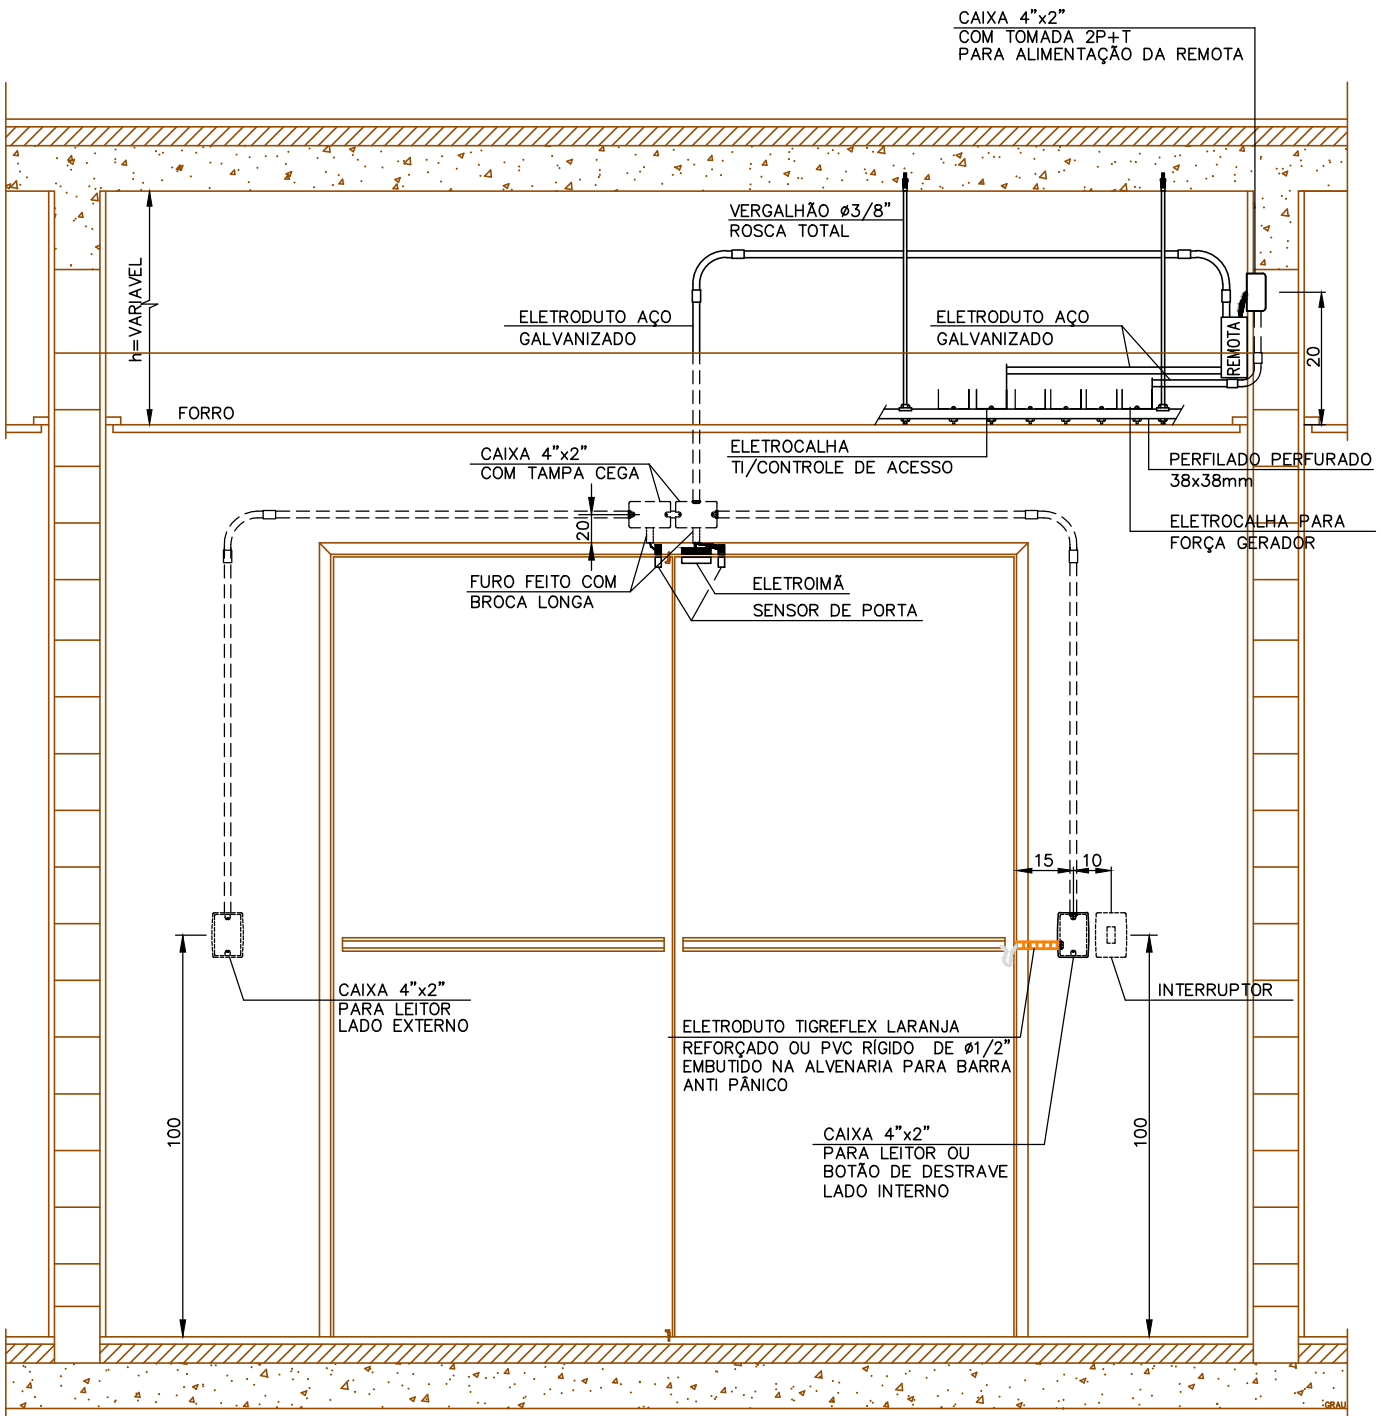 CAIXA 4"x2"
COM TOMADA 2P+T
PARA ALIMENTAÇÃO DA REMOTA
VERGALHÃO ø3/8"
ROSCA TOTAL
h=VARIAVEL
ELETRODUTO AÇO
GALVANIZADO
ELETRODUTO AÇO
GALVANIZADO
REMOTA
20
FORRO
CAIXA 4"x2"
COM TAMPA CEGA
ELETROCALHA
TI/CONTROLE DE ACESSO
PERFILADO PERFURADO
38x38mm
ELETROCALHA PARA
FORÇA GERADOR
20
FURO FEITO COM
BROCA LONGA
ELETROIMÃ
SENSOR DE PORTA
15
10
CAIXA 4"x2"
PARA LEITOR
LADO EXTERNO
INTERRUPTOR
ELETRODUTO TIGREFLEX LARANJA
REFORÇADO OU PVC RÍGIDO DE ø1/2"
EMBUTIDO NA ALVENARIA PARA BARRA
ANTI PÂNICO
100
100
CAIXA 4"x2"
PARA LEITOR OU
BOTÃO DE DESTRAVE
LADO INTERNO
GRAU